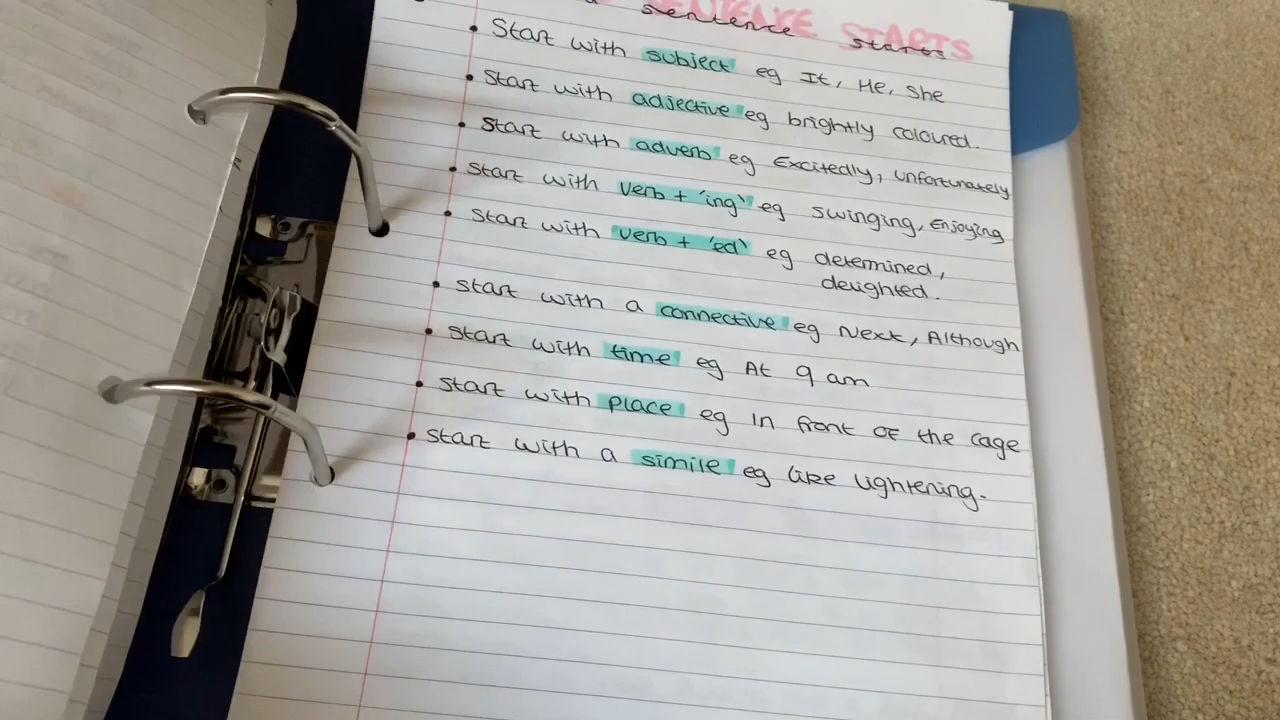 SENTENCE STARTS
sentence starts
• Start with subject eg It, He, She
• Start with adjective eg brightly coloured.
• Start with adverb eg Excitedly, unfortunately
• Start with verb + 'ing' eg swinging, Enjoying
• Start with verb + 'ed' eg determined,
delighted.
• start with a connective eg Next, Although
• start with time eg At 9 am
• start with place eg in front of the cage
• start with a simile eg like lightening.